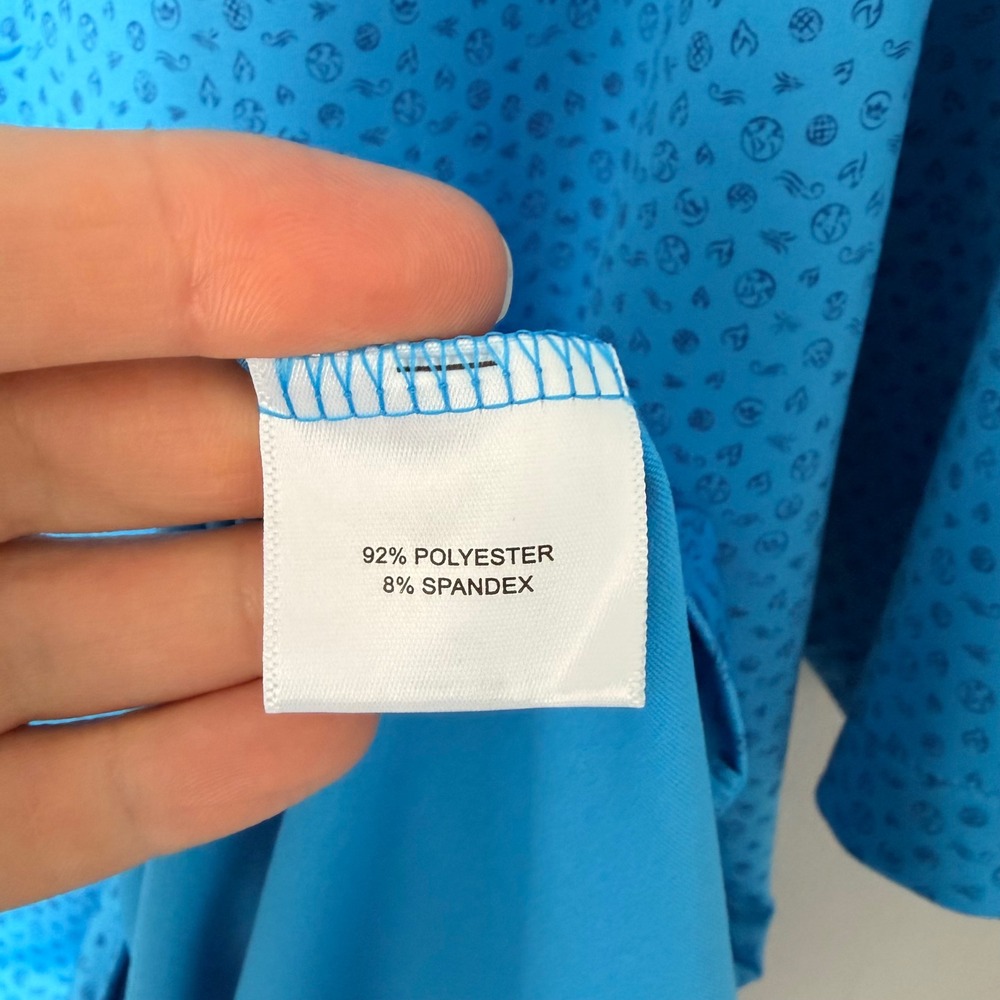 92% POLYESTER
8% SPANDEX